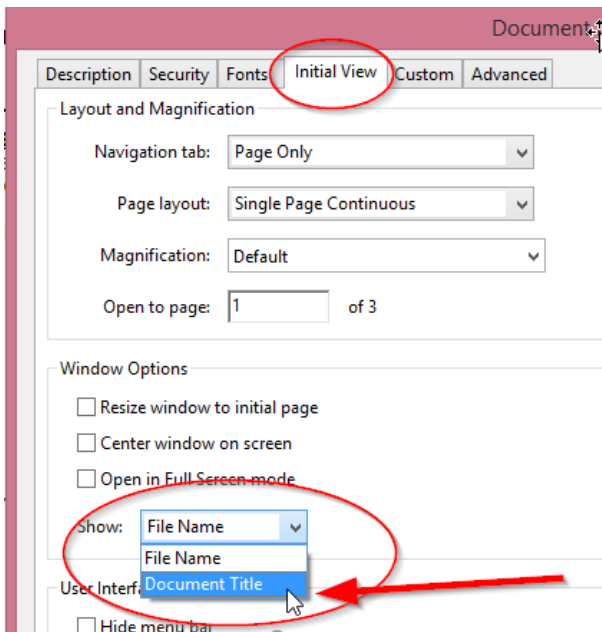 Document
Description Security Fonts Initial View Custom Advanced
Layout and Magnification
Navigation tab: Page Only
Page layout: Single Page Continuous
Magnification: Default
Open to page: 1 of 3
Window Options
Resize window to initial page
Center window on screen
Open in Full Screen mode
Show: File Name
File Name
Document Title
User Interf
Hide menu bar